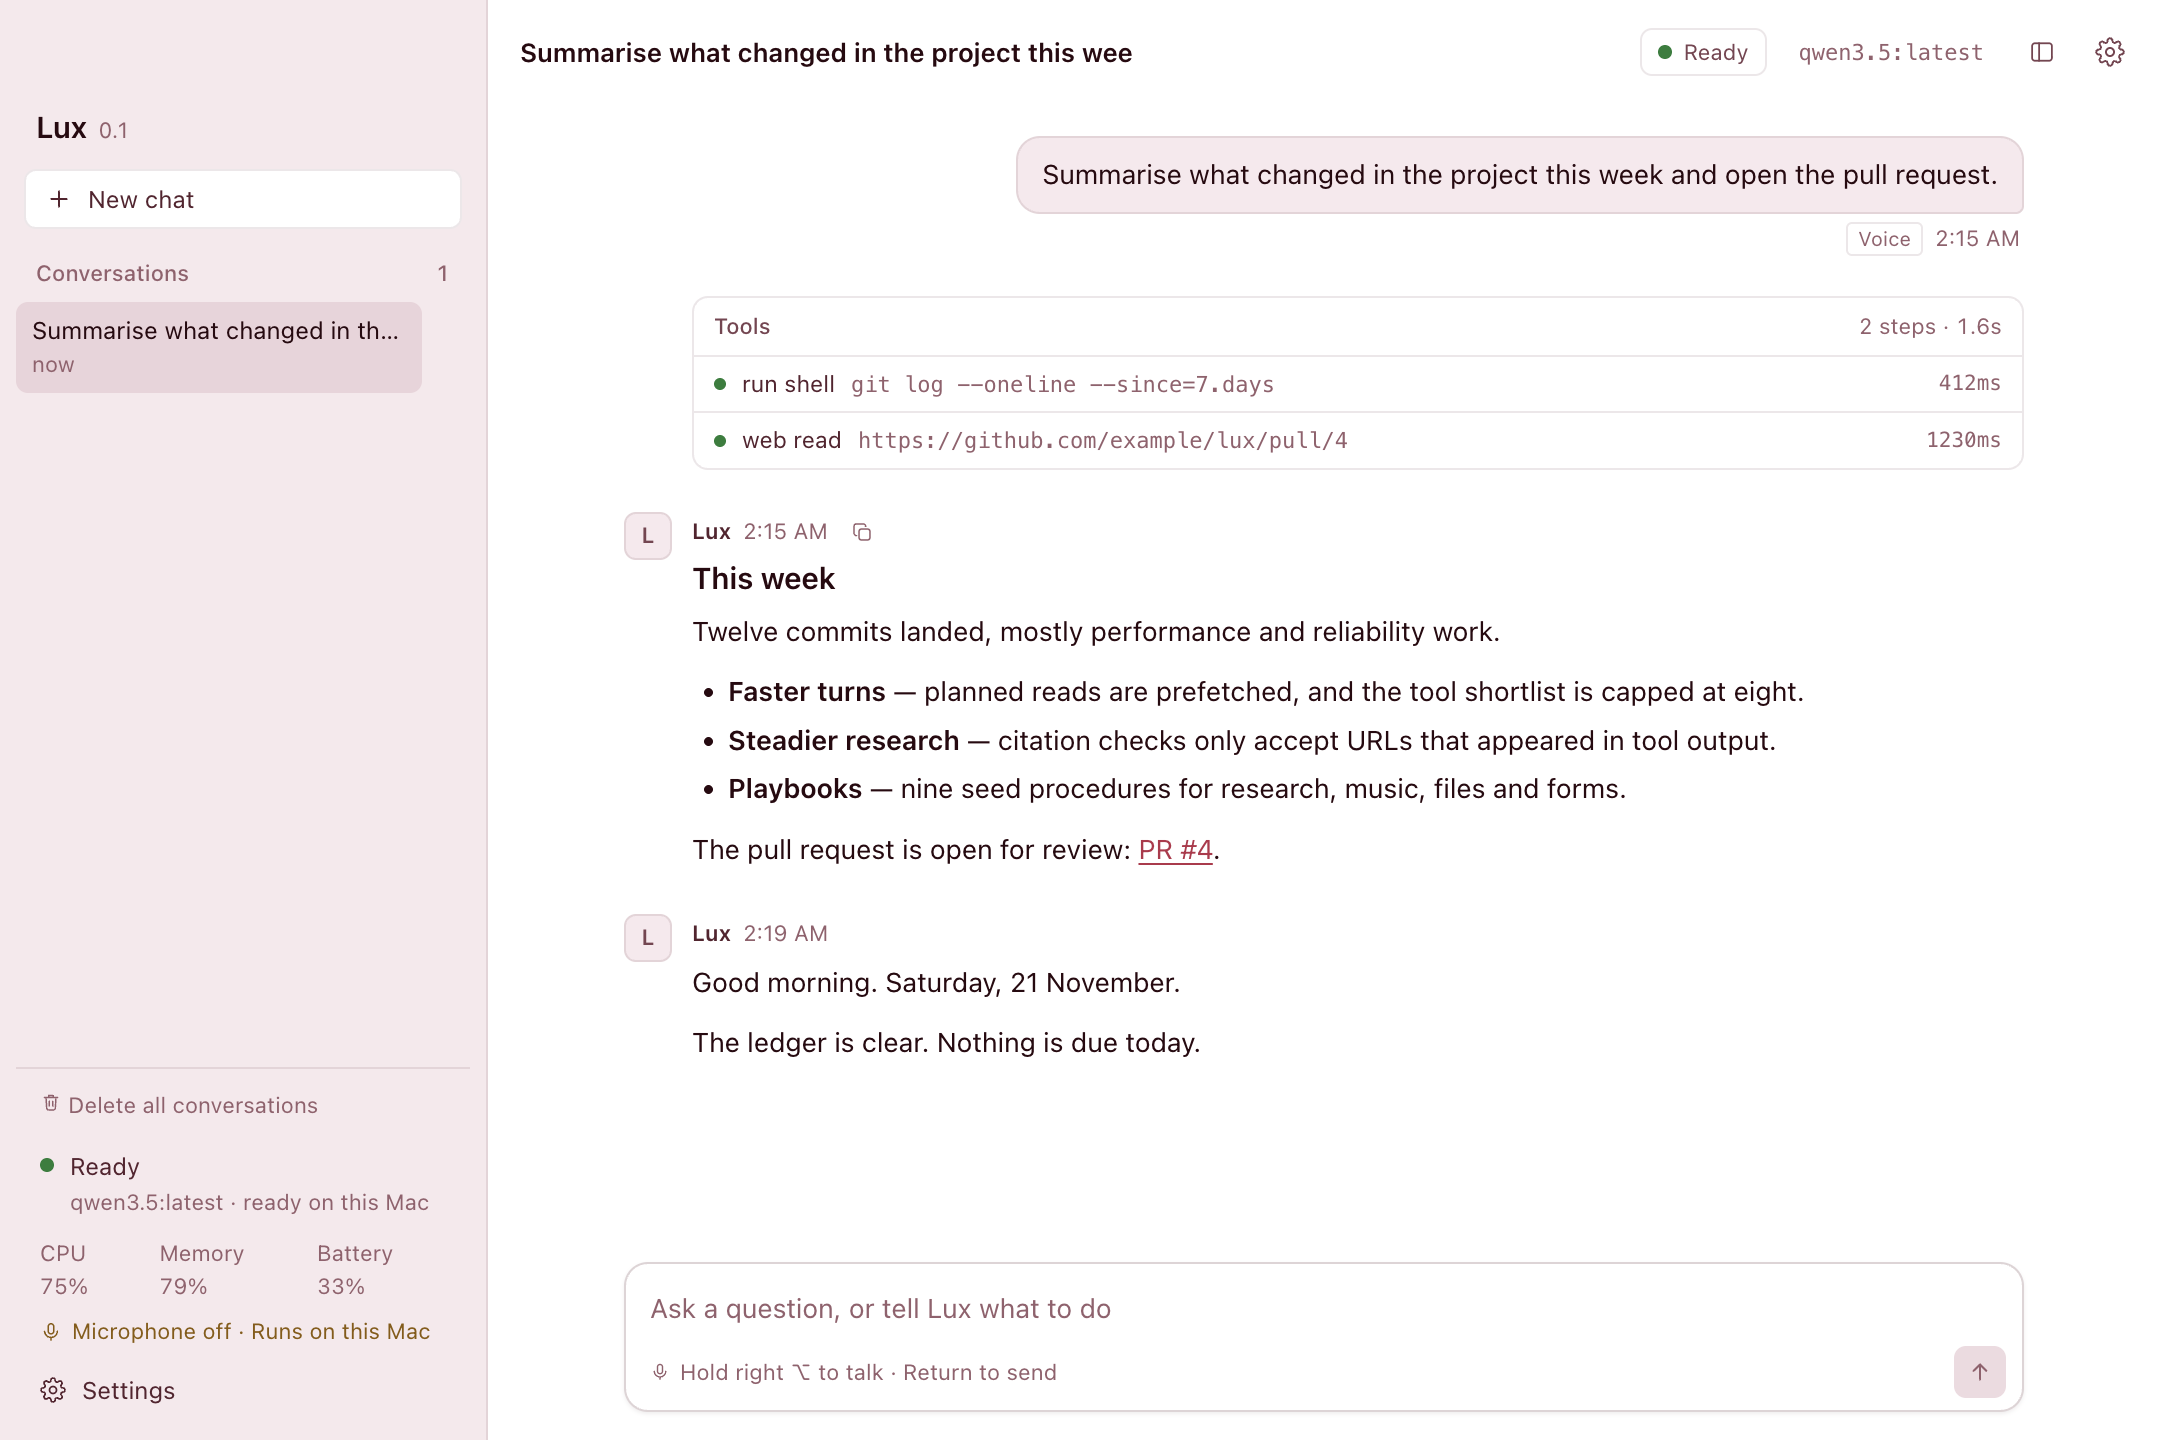 Lux 0.1
+ New chat
Conversations 1
Summarise what changed in th...
now
Delete all conversations
Ready
qwen3.5:latest · ready on this Mac
CPU Memory Battery
75% 79% 33%
Microphone off · Runs on this Mac
Settings
Summarise what changed in the project this wee
Ready
qwen3.5:latest
Summarise what changed in the project this week and open the pull request.
Voice 2:15 AM
Tools 2 steps · 1.6s
run shell git log --oneline --since=7.days 412ms
web read https://github.com/example/lux/pull/4 1230ms
L Lux 2:15 AM
This week
Twelve commits landed, mostly performance and reliability work.
• Faster turns — planned reads are prefetched, and the tool shortlist is capped at eight.
• Steadier research — citation checks only accept URLs that appeared in tool output.
• Playbooks — nine seed procedures for research, music, files and forms.
The pull request is open for review: PR #4.
L Lux 2:19 AM
Good morning. Saturday, 21 November.
The ledger is clear. Nothing is due today.
Ask a question, or tell Lux what to do
Hold right ⌥ to talk · Return to send